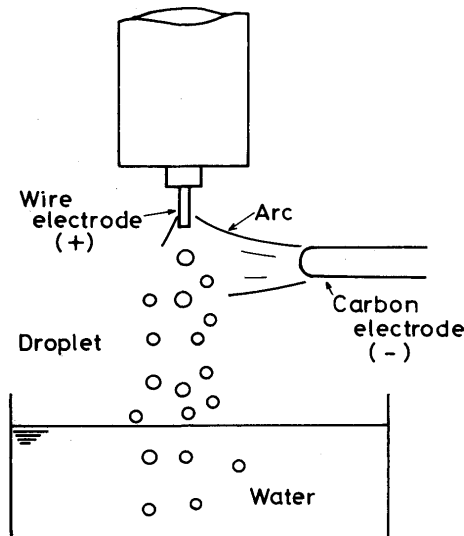 Wire
electrode
(+)
Arc
Carbon
electrode
(-)
Droplet
Water